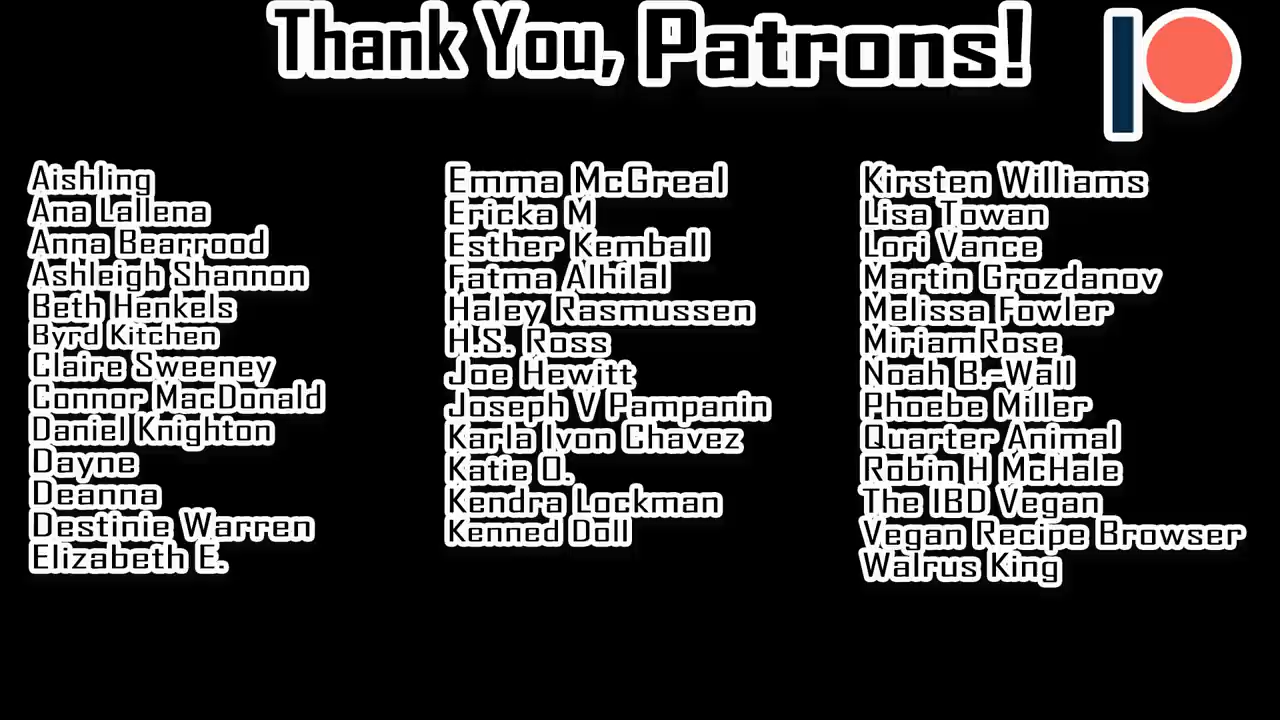 Thank You, Patrons!
Aishling
Ana Lallena
Anna Bearrood
Ashleigh Shannon
Beth Henkels
Byrd Kitchen
Claire Sweeney
Connor MacDonald
Daniel Knighton
Dayne
Deanna
Destinie Warren
Elizabeth E.
Emma McGreal
Ericka M
Esther Kemball
Fatma Alhilal
Haley Rasmussen
H.S. Ross
Joe Hewitt
Joseph V Pampanin
Karla Ivon Chavez
Katie O.
Kendra Lockman
Kenned Doll
Kirsten Williams
Lisa Towan
Lori Vance
Martin Grozdanov
Melissa Fowler
MiriamRose
Noah B.-Wall
Phoebe Miller
Quarter Animal
Robin H McHale
The IBD Vegan
Vegan Recipe Browser
Walrus King